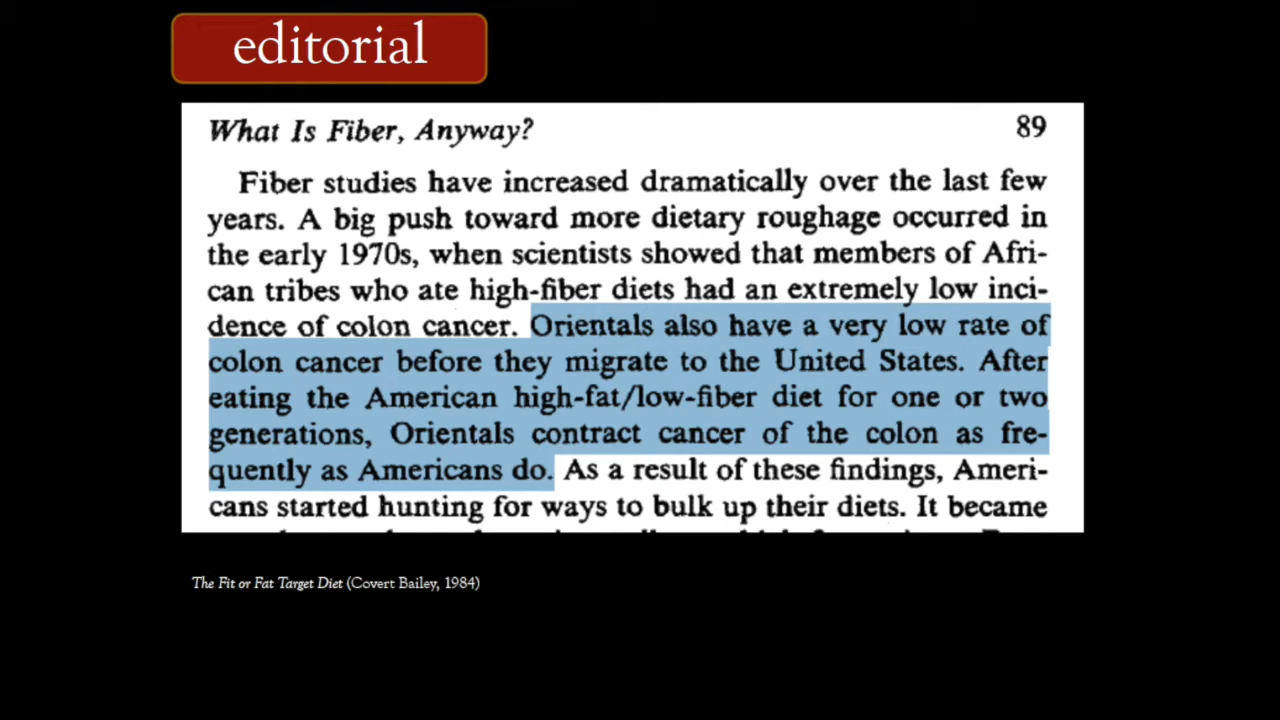 editorial
What Is Fiber, Anyway? 89
Fiber studies have increased dramatically over the last few
years. A big push toward more dietary roughage occurred in
the early 1970s, when scientists showed that members of Afri-
can tribes who ate high-fiber diets had an extremely low inci-
dence of colon cancer. Orientals also have a very low rate of
colon cancer before they migrate to the United States. After
eating the American high-fat/low-fiber diet for one or two
generations, Orientals contract cancer of the colon as fre-
quently as Americans do. As a result of these findings, Ameri-
cans started hunting for ways to bulk up their diets. It became
The Fit or Fat Target Diet (Covert Bailey, 1984)